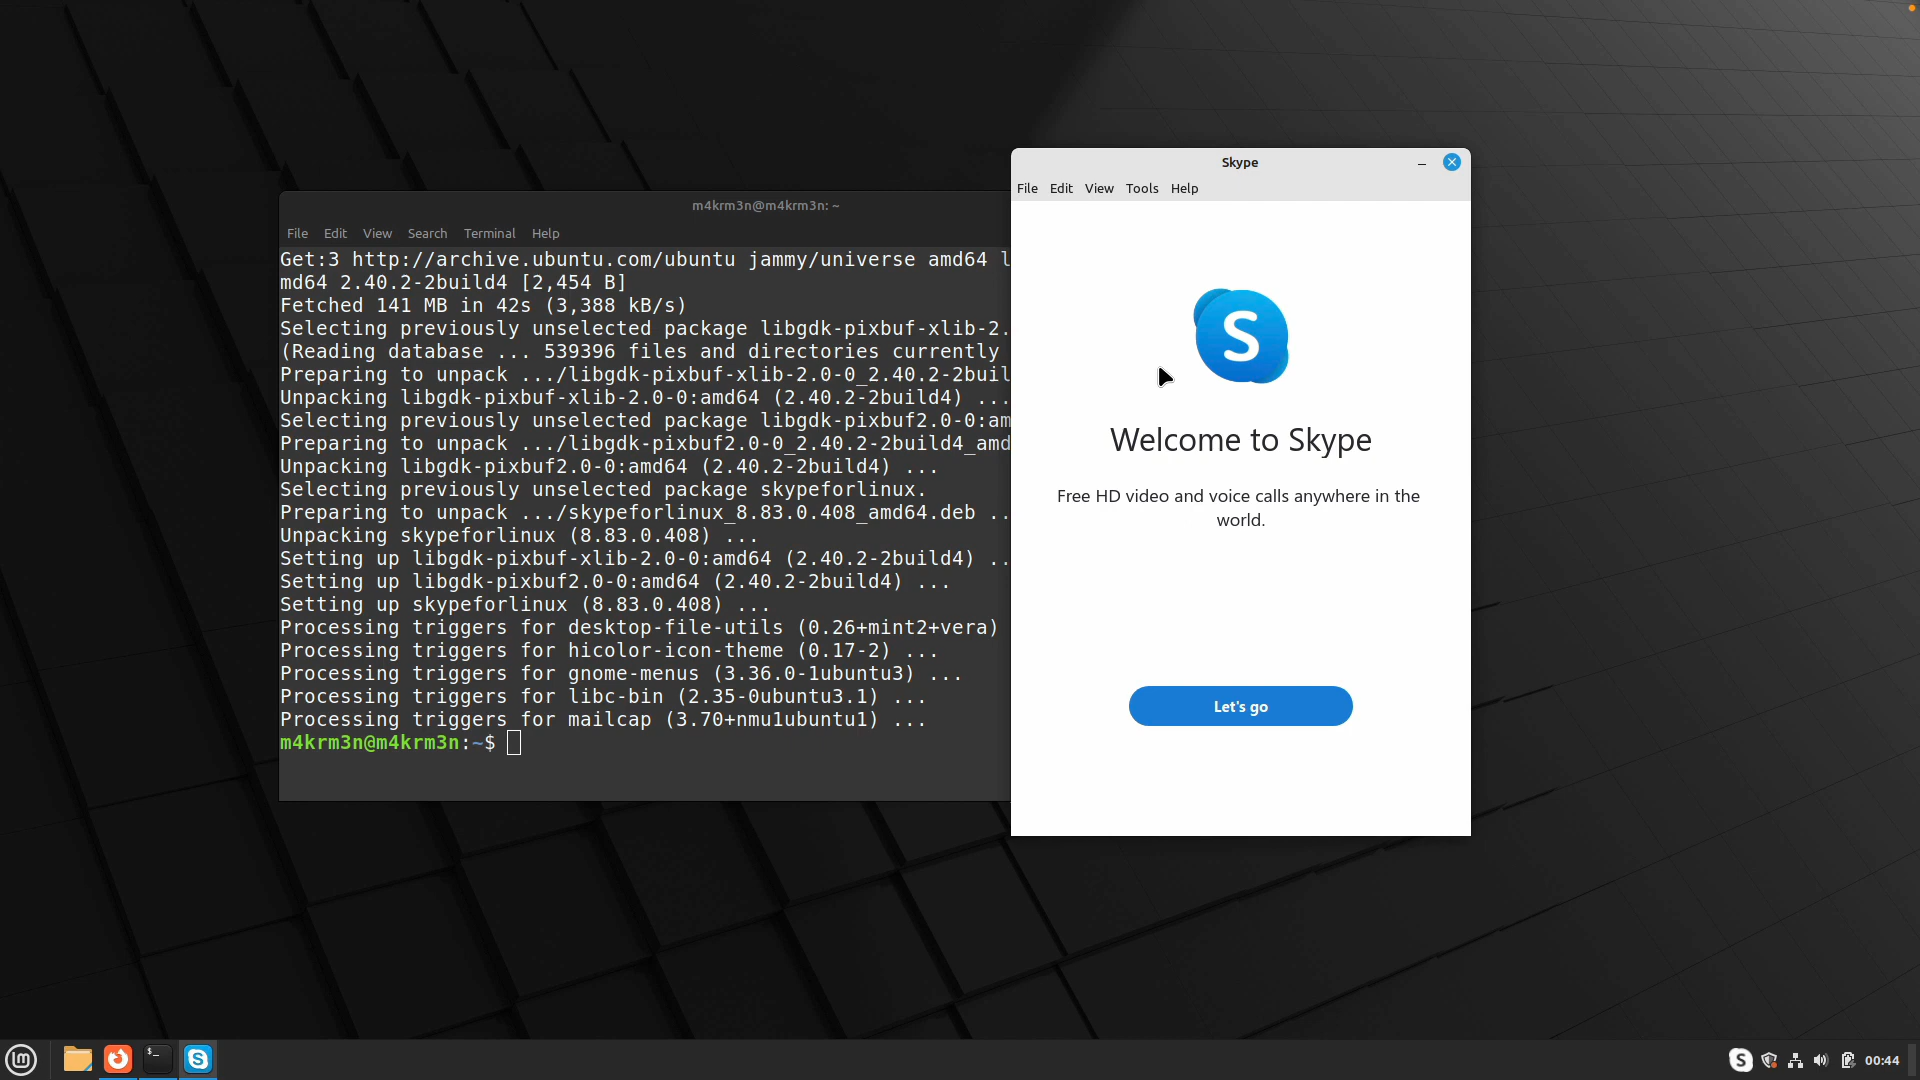 m4krm3n@m4krm3n: ~
File Edit View Search Terminal Help
Get:3 http://archive.ubuntu.com/ubuntu jammy/universe amd64 l
md64 2.40.2-2build4 [2,454 B]
Fetched 141 MB in 42s (3,388 kB/s)
Selecting previously unselected package libgdk-pixbuf-xlib-2.
(Reading database ... 539396 files and directories currently
Preparing to unpack .../libgdk-pixbuf-xlib-2.0-0_2.40.2-2buil
Unpacking libgdk-pixbuf-xlib-2.0-0:amd64 (2.40.2-2build4) ...
Selecting previously unselected package libgdk-pixbuf2.0-0:am
Preparing to unpack .../libgdk-pixbuf2.0-0_2.40.2-2build4_amd
Unpacking libgdk-pixbuf2.0-0:amd64 (2.40.2-2build4) ...
Selecting previously unselected package skypeforlinux.
Preparing to unpack .../skypeforlinux_8.83.0.408_amd64.deb ..
Unpacking skypeforlinux (8.83.0.408) ...
Setting up libgdk-pixbuf-xlib-2.0-0:amd64 (2.40.2-2build4) ..
Setting up libgdk-pixbuf2.0-0:amd64 (2.40.2-2build4) ...
Setting up skypeforlinux (8.83.0.408) ...
Processing triggers for desktop-file-utils (0.26+mint2+vera)
Processing triggers for hicolor-icon-theme (0.17-2) ...
Processing triggers for gnome-menus (3.36.0-1ubuntu3) ...
Processing triggers for libc-bin (2.35-0ubuntu3.1) ...
Processing triggers for mailcap (3.70+nmu1ubuntu1) ...
m4krm3n@m4krm3n:~$
Skype
File Edit View Tools Help
S
Welcome to Skype
Free HD video and voice calls anywhere in the
world.
Let's go
lm
$_
S
S
00:44